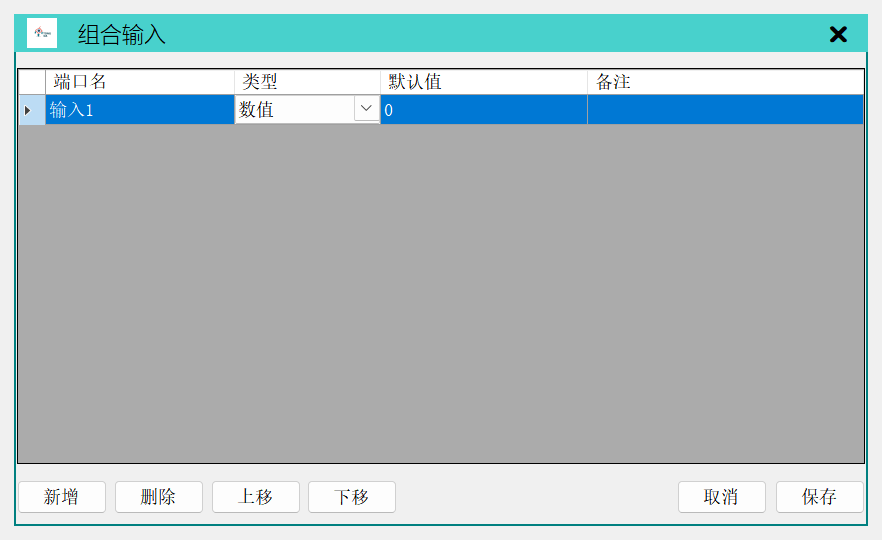 组合输入
端口名 类型 默认值 备注
输入1 数值 0
新增 删除 上移 下移 取消 保存